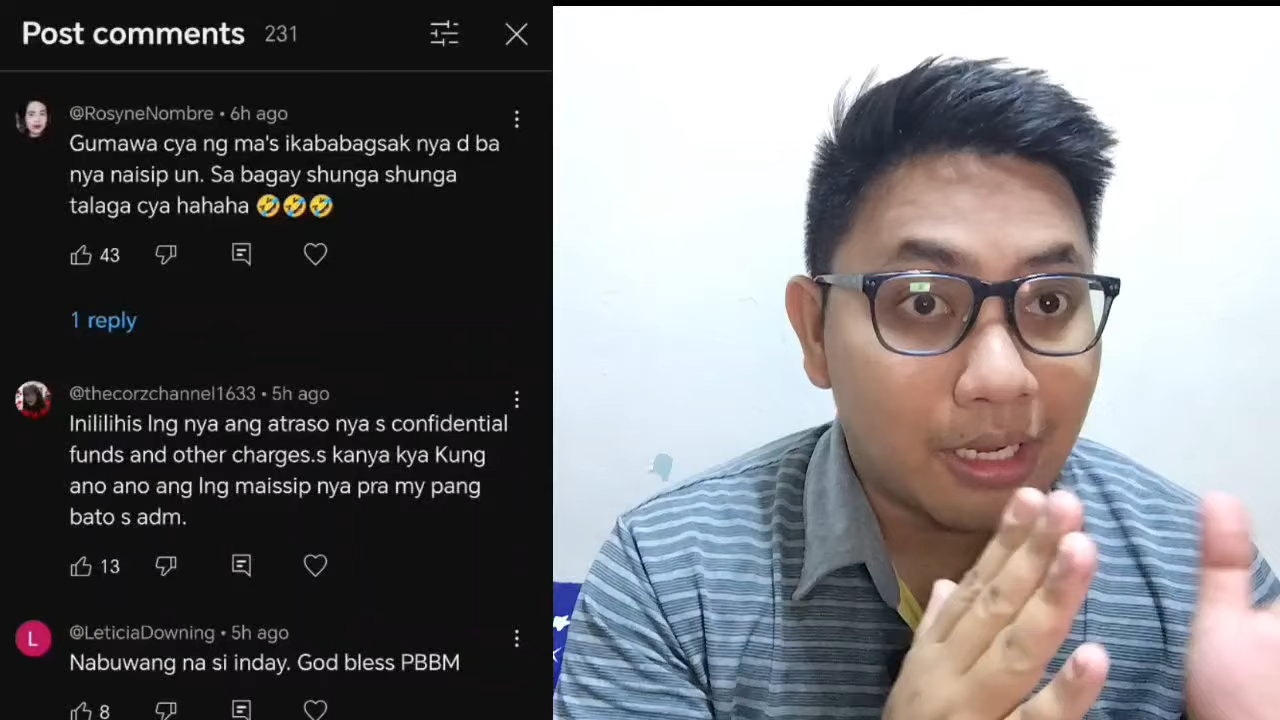 Post comments 231
@RosyneNombre • 6h ago
Gumawa cya ng ma's ikababagsak nya d ba
nya naisip un. Sa bagay shunga shunga
talaga cya hahaha 🤣🤣🤣
43
1 reply
@thecorzchannel1633 • 5h ago
Inililihis lng nya ang atraso nya s confidential
funds and other charges.s kanya kya Kung
ano ano ang lng maissip nya pra my pang
bato s adm.
13
L
@LeticiaDowning • 5h ago
Nabuwang na si inday. God bless PBBM
8